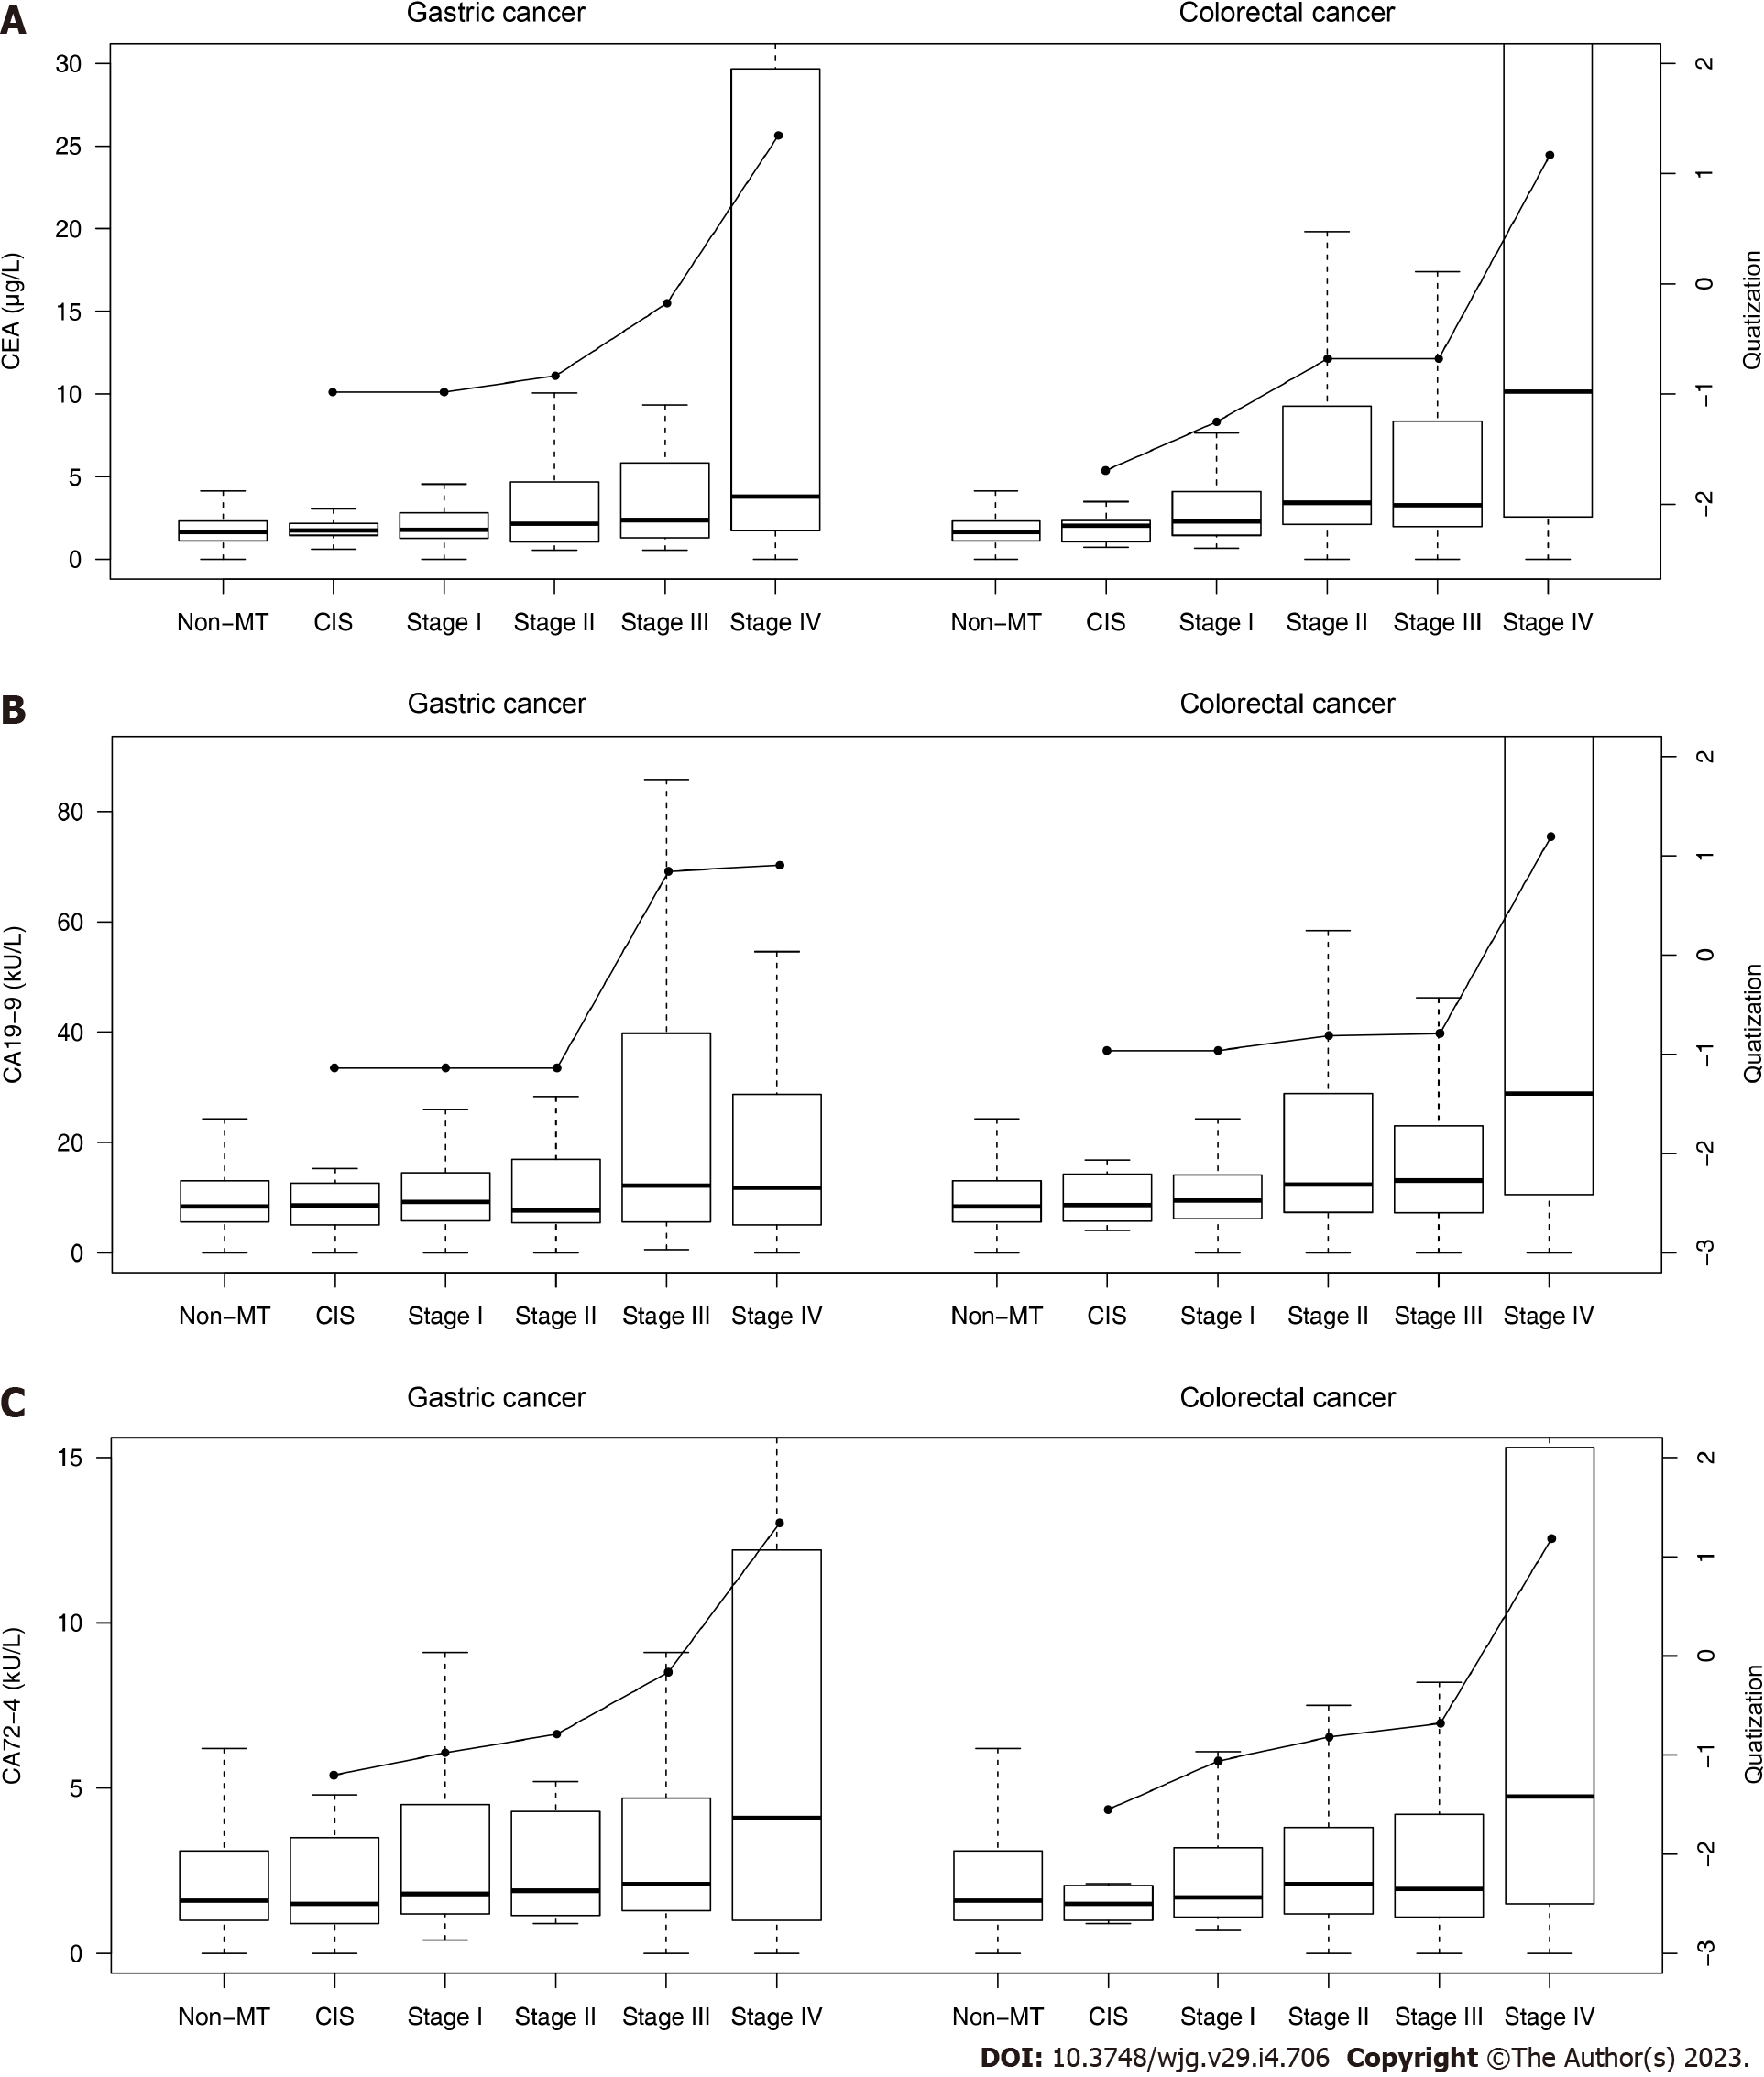 A
Gastric cancer Colorectal cancer
30
25
20
15
10
5
0
CEA (µg/L)
2
1
0
−1
−2
Quatization
Non−MT CIS Stage I Stage II Stage III Stage IV Non−MT CIS Stage I Stage II Stage III Stage IV
B
Gastric cancer Colorectal cancer
80
60
40
20
0
CA19−9 (kU/L)
2
1
0
−1
−2
−3
Quatization
Non−MT CIS Stage I Stage II Stage III Stage IV Non−MT CIS Stage I Stage II Stage III Stage IV
C
Gastric cancer Colorectal cancer
15
10
5
0
CA72−4 (kU/L)
2
1
0
−1
−2
−3
Quatization
Non−MT CIS Stage I Stage II Stage III Stage IV Non−MT CIS Stage I Stage II Stage III Stage IV
DOI: 10.3748/wjg.v29.i4.706 Copyright ©The Author(s) 2023.